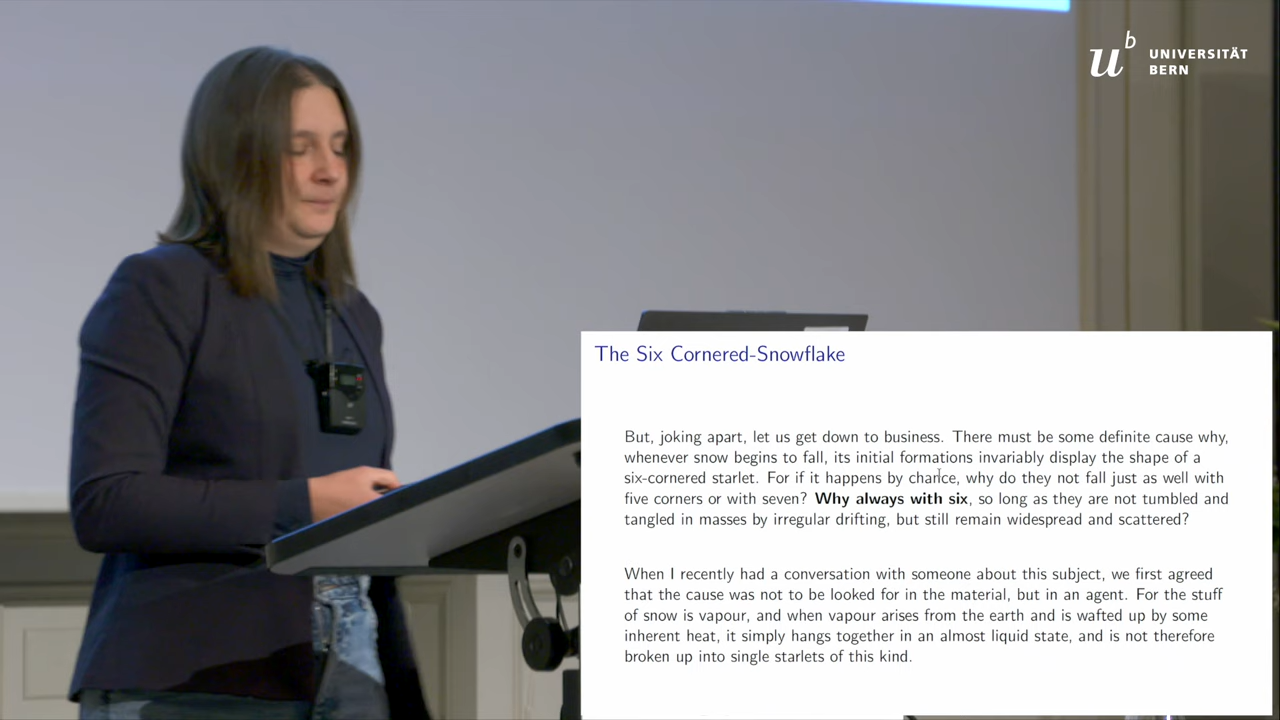 u^b
UNIVERSITÄT
BERN
The Six Cornered-Snowflake
But, joking apart, let us get down to business. There must be some definite cause why,
whenever snow begins to fall, its initial formations invariably display the shape of a
six-cornered starlet. For if it happens by chance, why do they not fall just as well with
five corners or with seven? Why always with six, so long as they are not tumbled and
tangled in masses by irregular drifting, but still remain widespread and scattered?
When I recently had a conversation with someone about this subject, we first agreed
that the cause was not to be looked for in the material, but in an agent. For the stuff
of snow is vapour, and when vapour arises from the earth and is wafted up by some
inherent heat, it simply hangs together in an almost liquid state, and is not therefore
broken up into single starlets of this kind.